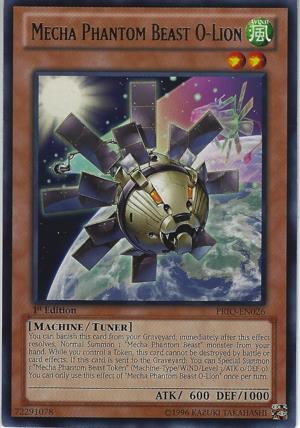 MECHA PHANTOM BEAST O-LION
WIND
風
1st Edition
PRIO-EN026
[MACHINE/TUNER]
You can banish this card from your Graveyard; immediately after this effect
resolves, Normal Summon 1 "Mecha Phantom Beast" monster from your
hand. While you control a Token, this card cannot be destroyed by battle or
card effects. If this card is sent to the Graveyard: You can Special Summon 1
"Mecha Phantom Beast Token" (Machine-Type/WIND/Level 3/ATK 0/DEF 0).
You can only use this effect of "Mecha Phantom Beast O-Lion" once per turn.
ATK/ 600 DEF/1000
72291078
©1996 KAZUKI TAKAHASHI